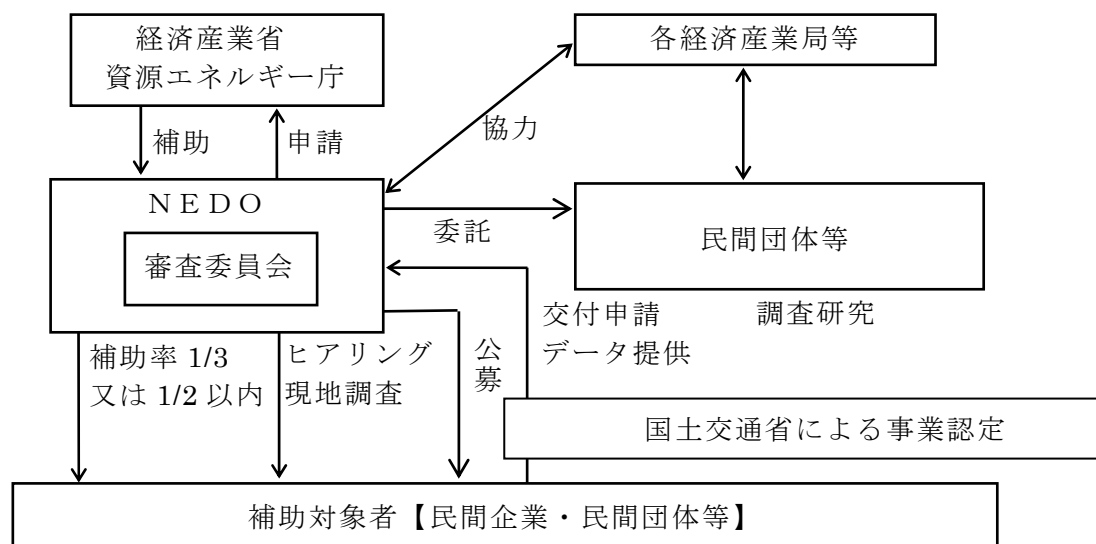 経済産業省
資源エネルギー庁
各経済産業局等
補助
申請
協力
ＮＥＤＯ
審査委員会
委託
民間団体等
交付申請
データ提供
調査研究
補助率 1/3
又は 1/2 以内
ヒアリング
現地調査
公募
国土交通省による事業認定
補助対象者【民間企業・民間団体等】